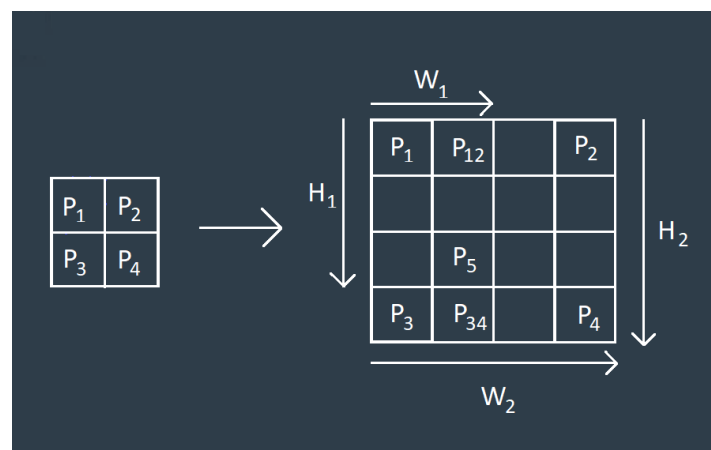 W₁
P₁ P₁₂ P₂
H₁
P₁ P₂
P₃ P₄
H₂
P₅
P₃ P₃₄ P₄
W₂